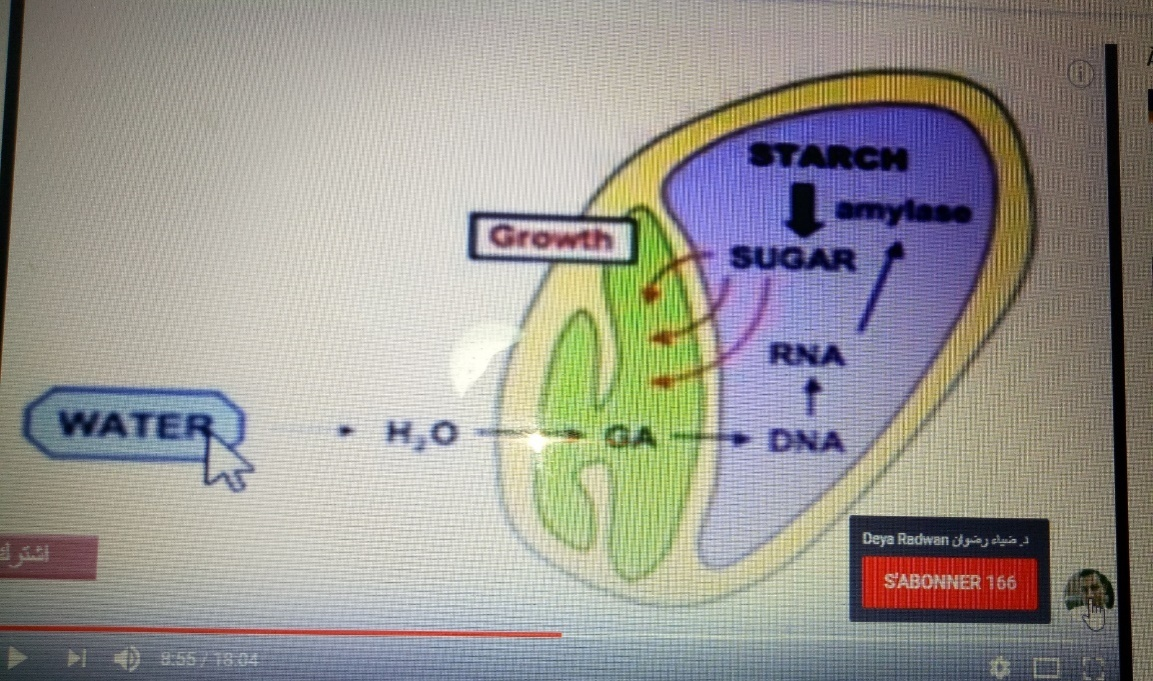 STARCH
amylase
Growth
SUGAR
RNA
WATER
H₂O
GA
DNA
اشترك
Deya Radwan د. ضياء رضوان
S'ABONNER 166
8:55 / 18:04